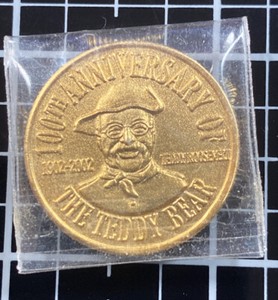 100TH ANNIVERSARY OF
1902-2002
TEDDY ROOSEVELT
THE TEDDY BEAR